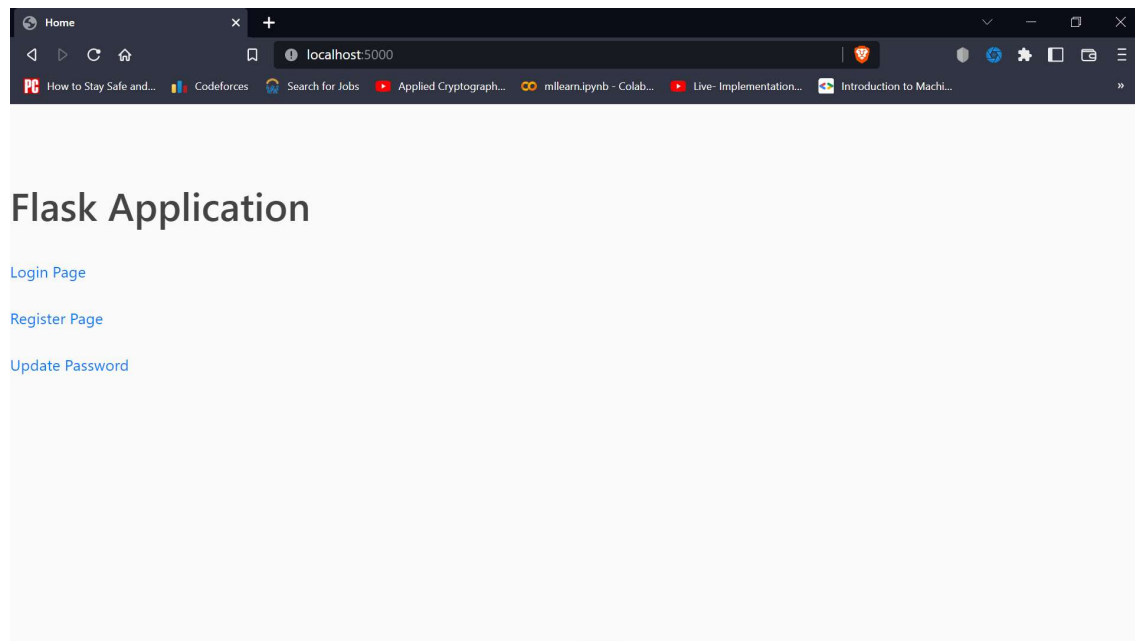 Home
localhost:5000
PC How to Stay Safe and... Codeforces Search for Jobs Applied Cryptograph... mllearn.ipynb - Colab... Live- Implementation... Introduction to Machi...
Flask Application
Login Page
Register Page
Update Password